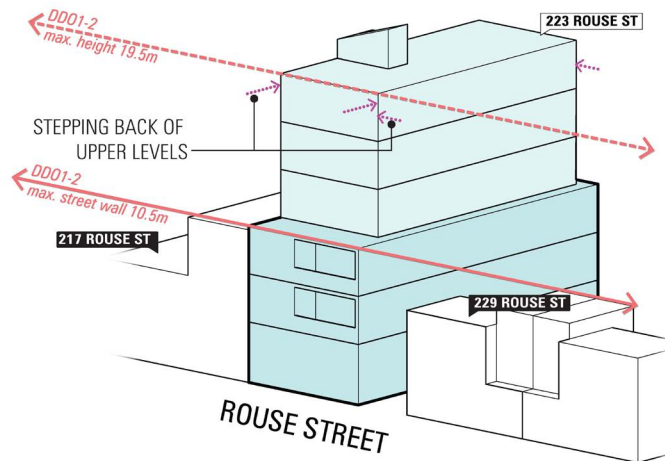 DDO1-2
max. height 19.5m
223 ROUSE ST
STEPPING BACK OF
UPPER LEVELS
DDO1-2
max. street wall 10.5m
217 ROUSE ST
229 ROUSE ST
ROUSE STREET